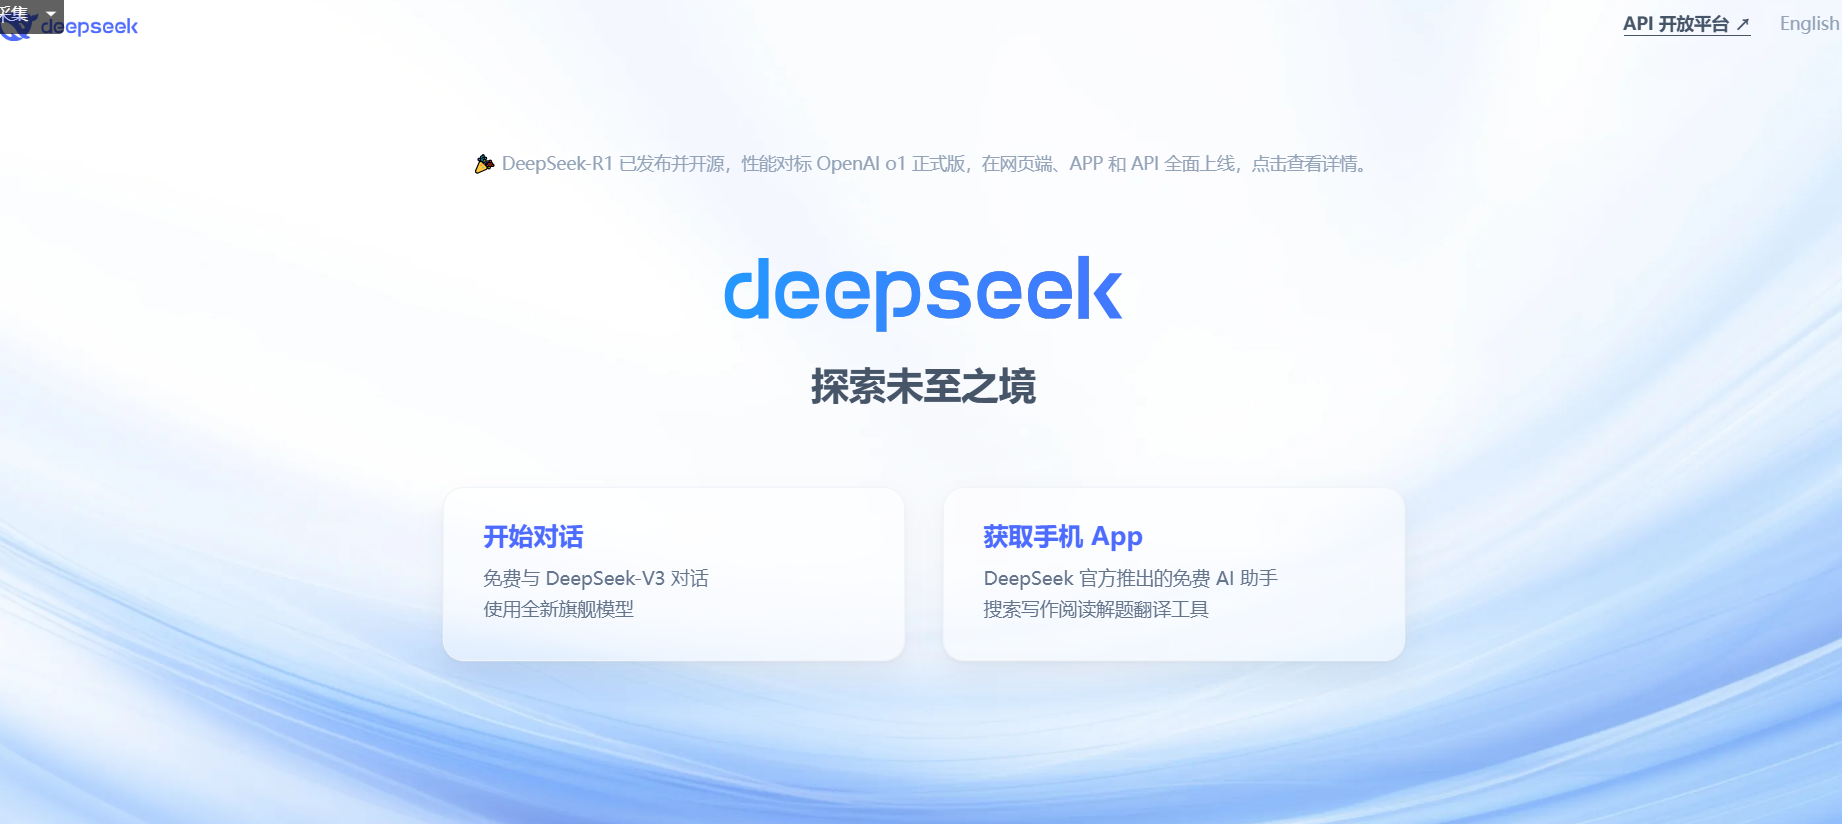 采集
deepseek
API 开放平台 ↗
English
DeepSeek-R1 已发布并开源，性能对标 OpenAI o1 正式版，在网页端、APP 和 API 全面上线，点击查看详情。
deepseek
探索未至之境
开始对话
免费与 DeepSeek-V3 对话
使用全新旗舰模型
获取手机 App
DeepSeek 官方推出的免费 AI 助手
搜索写作阅读解题翻译工具